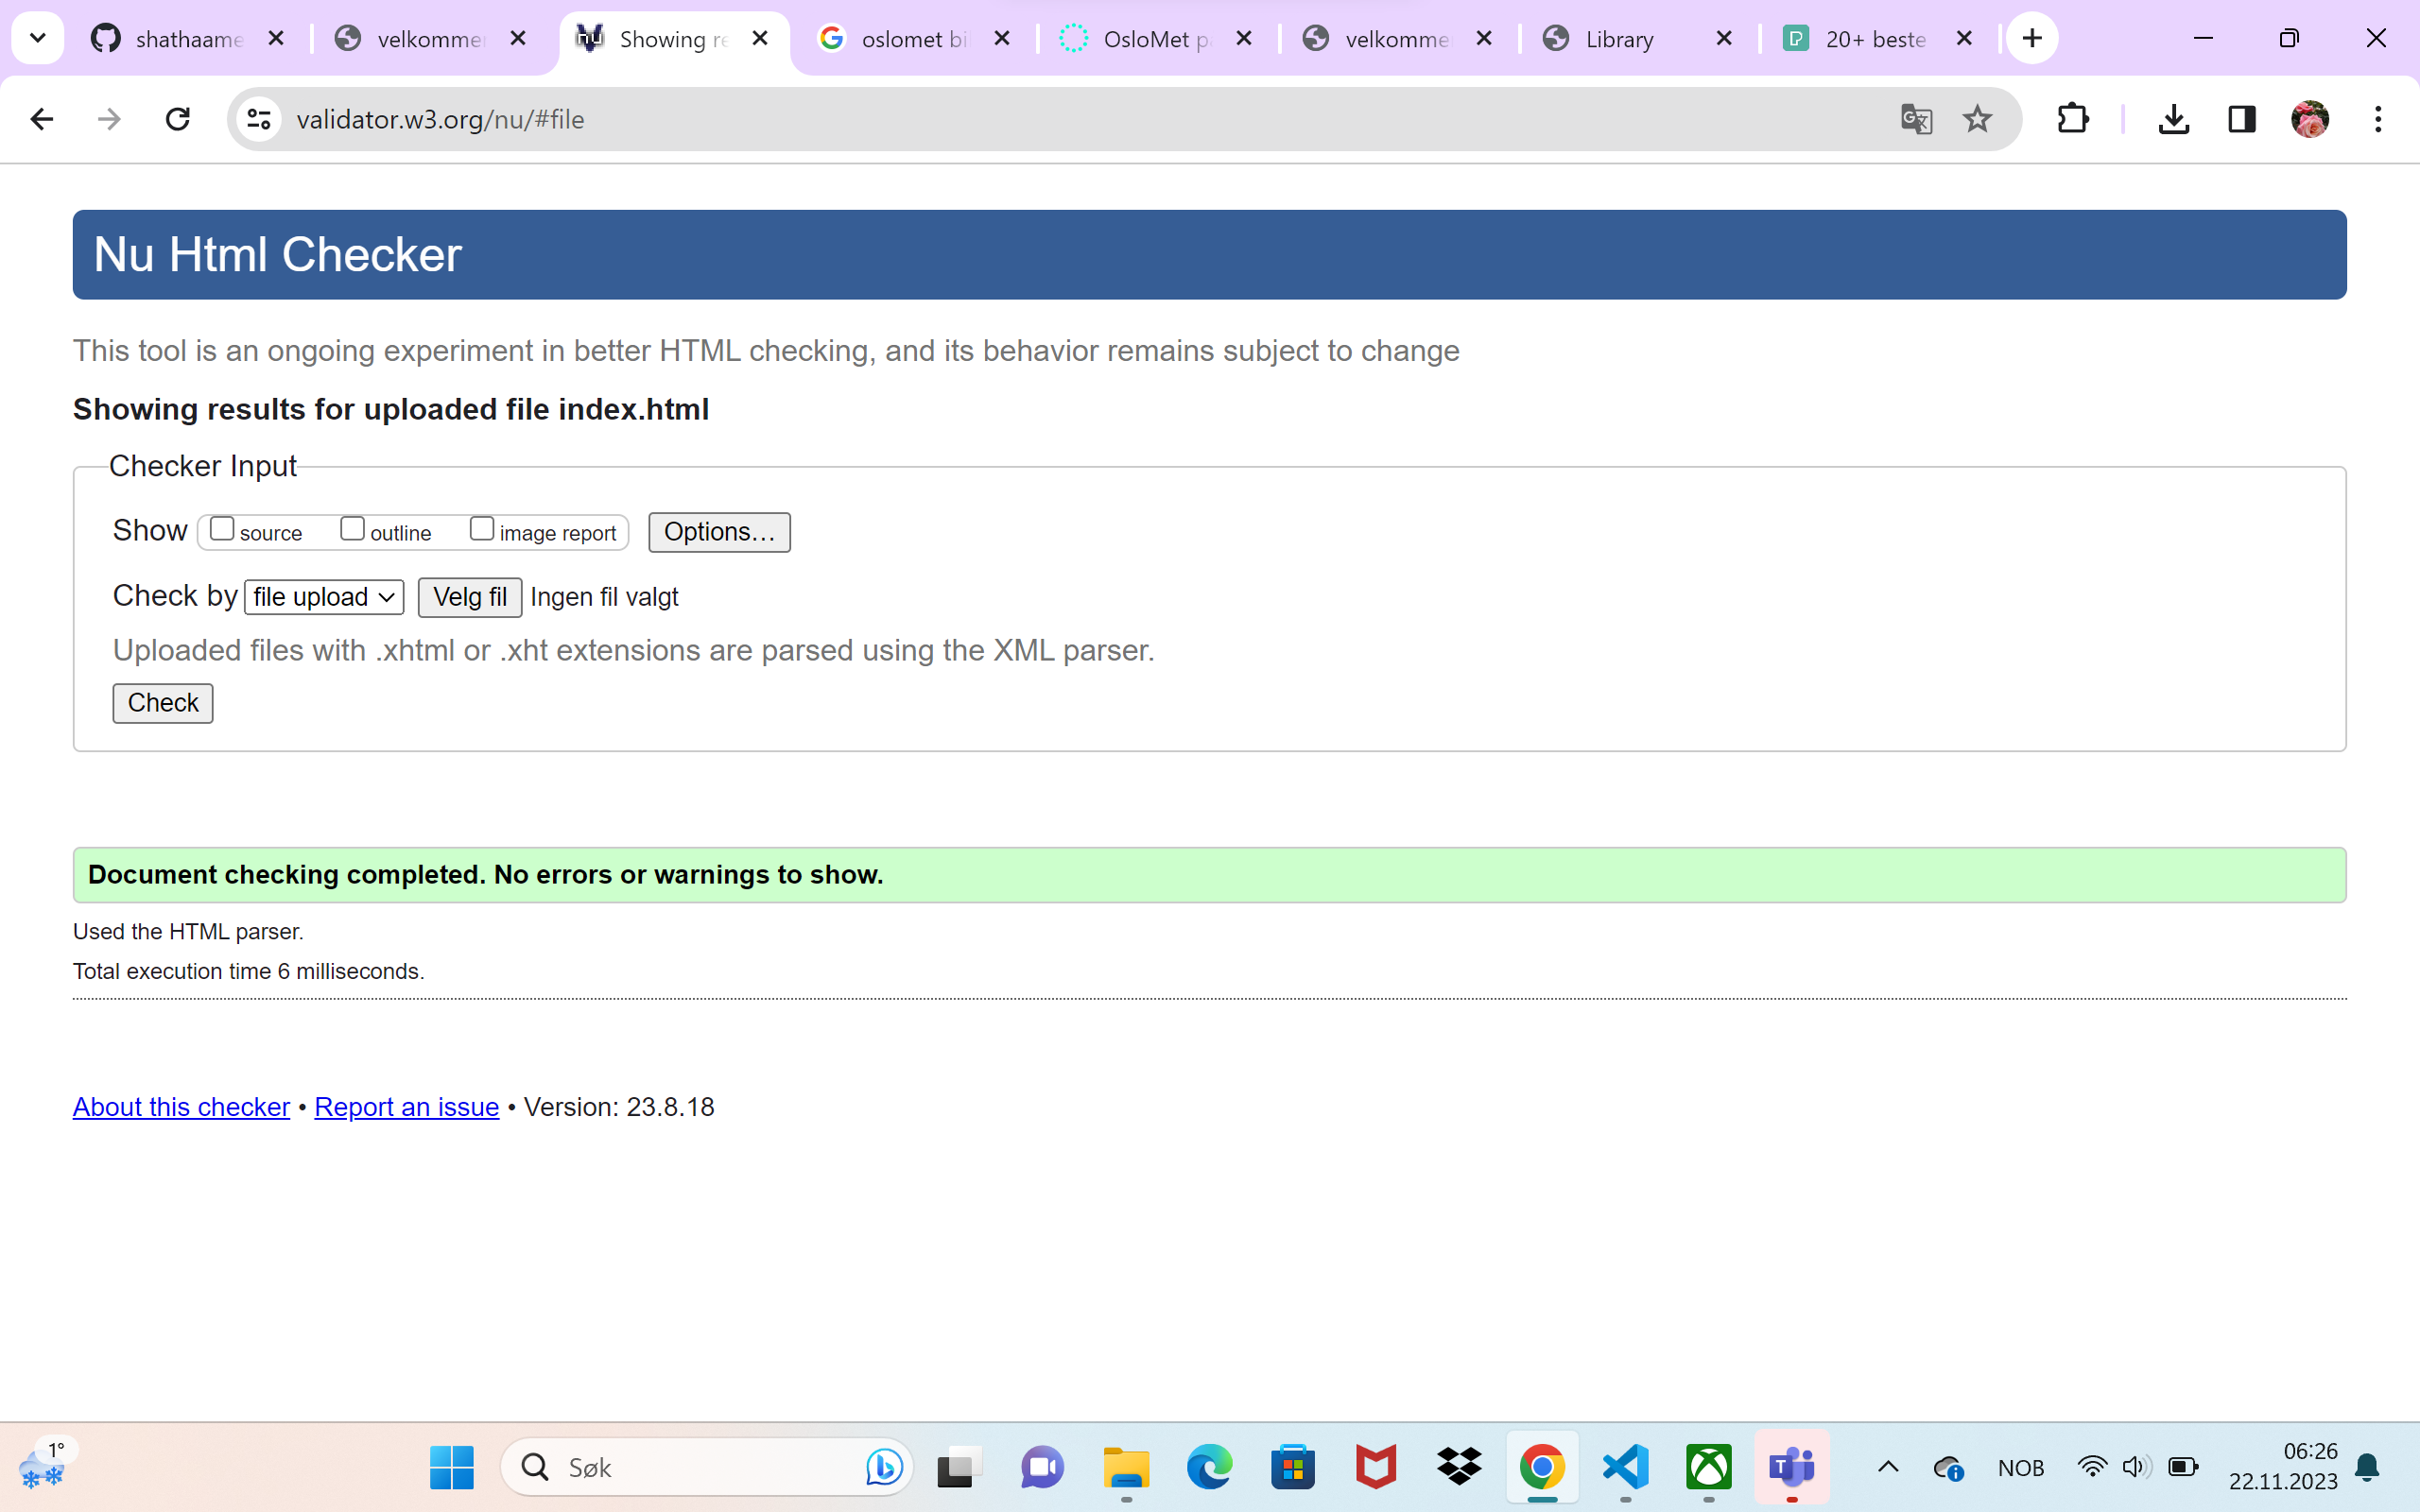 shathaame
velkommen
Showing re
oslomet bi
OsloMet p
velkomme
Library
20+ beste
validator.w3.org/nu/#file
Nu Html Checker
This tool is an ongoing experiment in better HTML checking, and its behavior remains subject to change
Showing results for uploaded file index.html
Checker Input
Show source outline image report Options…
Check by file upload Velg fil Ingen fil valgt
Uploaded files with .xhtml or .xht extensions are parsed using the XML parser.
Check
Document checking completed. No errors or warnings to show.
Used the HTML parser.
Total execution time 6 milliseconds.
About this checker • Report an issue • Version: 23.8.18
1°
Søk
NOB
06:26
22.11.2023